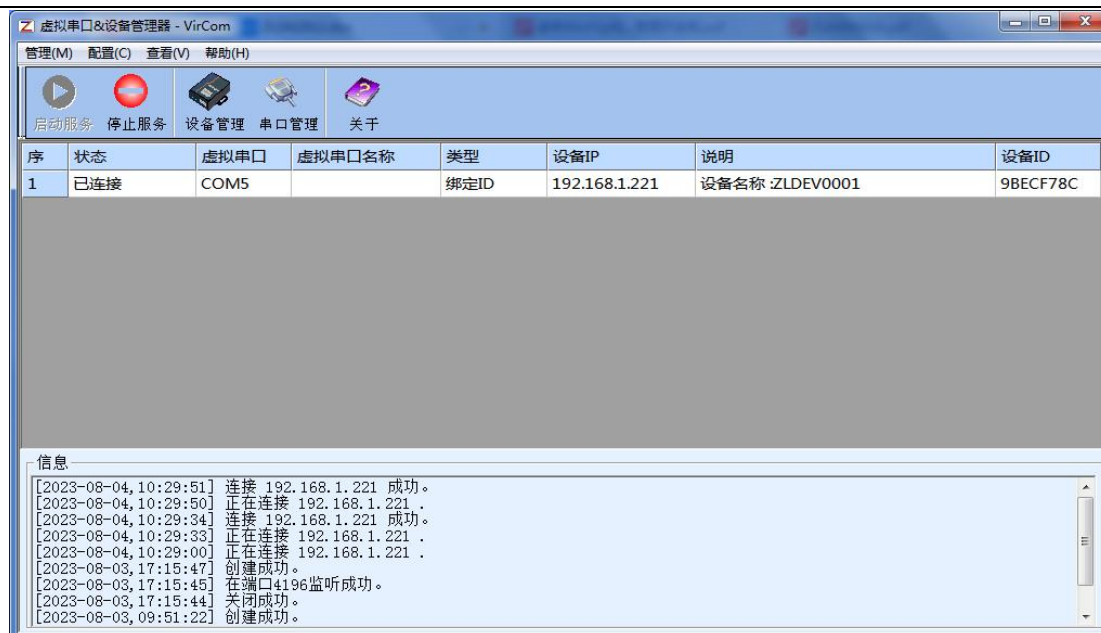 虚拟串口&设备管理器 - VirCom
管理(M) 配置(C) 查看(V) 帮助(H)
启动服务 停止服务 设备管理 串口管理 关于
序 状态 虚拟串口 虚拟串口名称 类型 设备IP 说明 设备ID
1 已连接 COM5 绑定ID 192.168.1.221 设备名称:ZLDEV0001 9BECF78C
信息
[2023-08-04,10:29:51] 连接 192.168.1.221 成功。
[2023-08-04,10:29:50] 正在连接 192.168.1.221 .
[2023-08-04,10:29:34] 连接 192.168.1.221 成功。
[2023-08-04,10:29:33] 正在连接 192.168.1.221 .
[2023-08-04,10:29:00] 正在连接 192.168.1.221 .
[2023-08-03,17:15:47] 创建成功。
[2023-08-03,17:15:45] 在端口4196监听成功。
[2023-08-03,17:15:44] 关闭成功。
[2023-08-03,09:51:22] 创建成功。